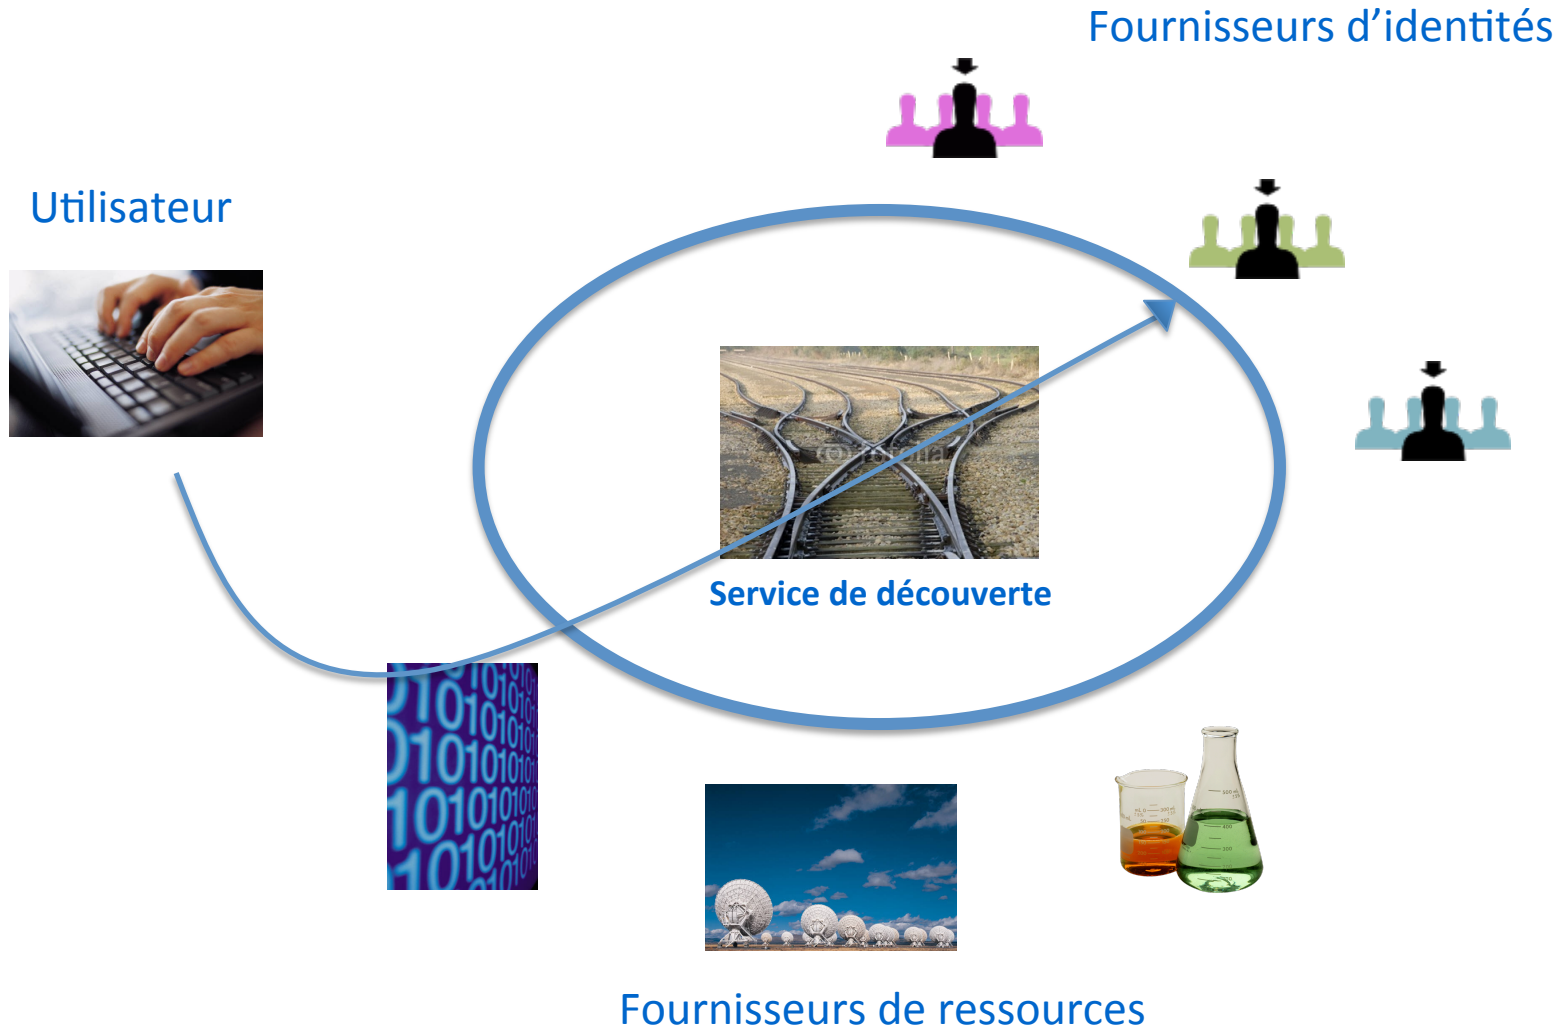 Fournisseurs d’identités
Utilisateur
Service de découverte
Fournisseurs de ressources